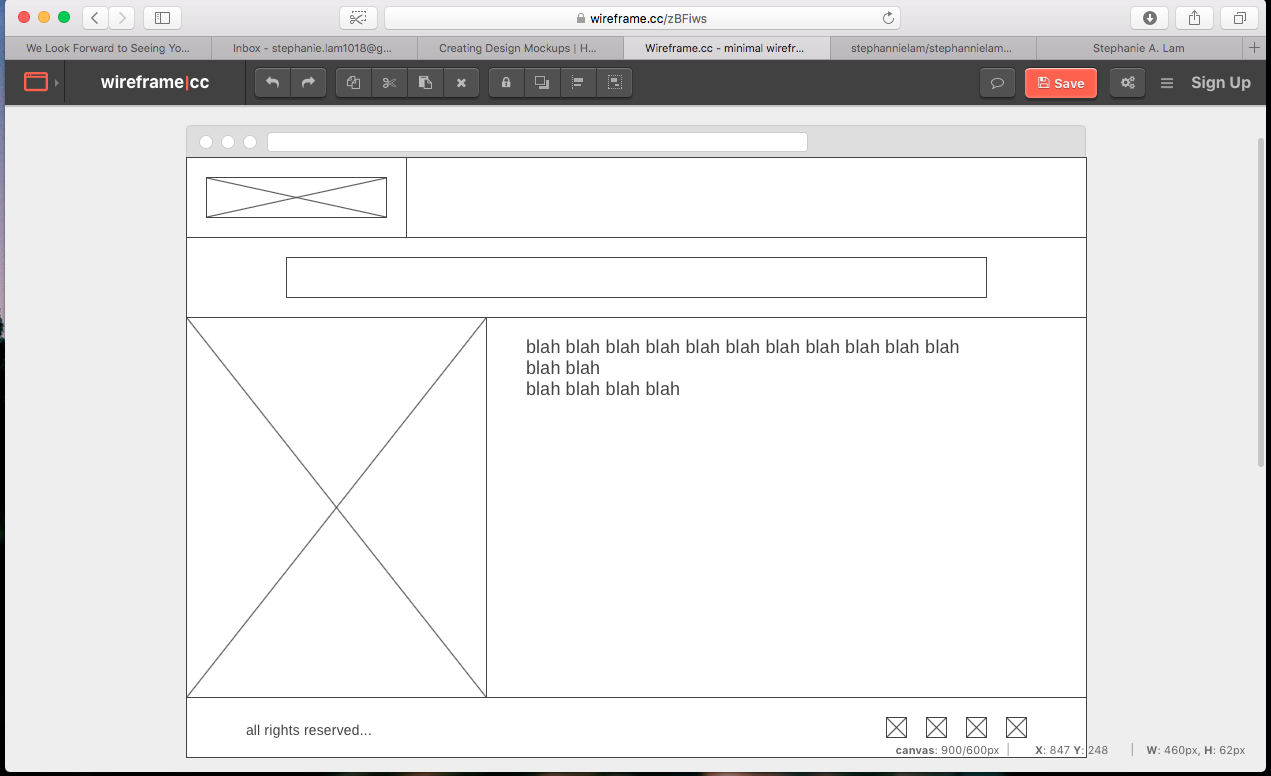 wireframe.cc/zBFiws
We Look Forward to Seeing Yo...
Inbox - stephanie.lam1018@g...
Creating Design Mockups | H...
Wireframe.cc - minimal wirefr...
stephannielam/stephannielam...
Stephanie A. Lam
wireframe|cc
Save
Sign Up
blah blah blah blah blah blah blah blah blah blah blah
blah blah
blah blah blah blah
all rights reserved...
canvas: 900/600px | X: 847 Y: 248 | W: 460px, H: 62px